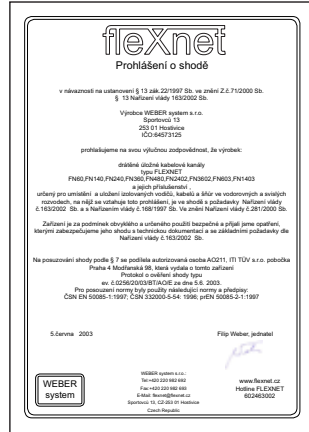 fleXnet
Prohlášení o shodě
v návaznosti na ustanovení § 13 zák.22/1997 Sb. ve znění Z.č.71/2000 Sb.
§ 13 Nařízení vlády 163/2002 Sb.
Výrobce WEBER system s.r.o.
Sportovců 13
253 01 Hostivice
IČO:64573125
prohlašujeme na svou výlučnou zodpovědnost, že výrobek:
drátěné úložné kabelové kanály
typu FLEXNET
FN60,FN140,FN240,FN360,FN480,FN2402,FN3602,FN603,FN1403
a jejich příslušenství ,
určený pro umístění a uložení izolovaných vodičů, kabelů a šňůr ve vodorovných a svislých
rozvodech, na nějž se vztahuje toto prohlášení, je ve shodě s požadavky Nařízení vlády
č.163/2002 Sb. a s Nařízením vlády č.168/1997 Sb. Ve znění Nařízení vlády č.281/2000 Sb.
Zařízení je za podmínek obvyklého a určeného použití bezpečné a přijali jsme opatření,
kterými zabezpečujeme jeho shodu s technickou dokumentací a se základními požadavky dle
Nařízení vlády č.163/2002 Sb.
Na posuzování shody podle § 7 se podílela autorizovaná osoba AO211, ITI TÜV s.r.o. pobočka
Praha 4 Modřanská 98, která vydala o tomto zařízení
Protokol o ověření shody typu
ev. č.0256/20/03/BT/AO/E ze dne 5.6. 2003.
Pro posouzení normy byly použity následující normy a předpisy:
ČSN EN 50085-1:1997; ČSN 332000-5-54: 1996; prEN 50085-2-1:1997
5.června 2003 Filip Weber, jednatel
WEBER
system
WEBER system s.r.o.:
Tel:+420 220 982 682
Fax:+420 220 982 693
E-Mail: flexnet@flexnet.cz
Sportovců 13, CZ-253 01 Hostivice
Czech Republic
www.flexnet.cz
Hotline FLEXNET
602463002